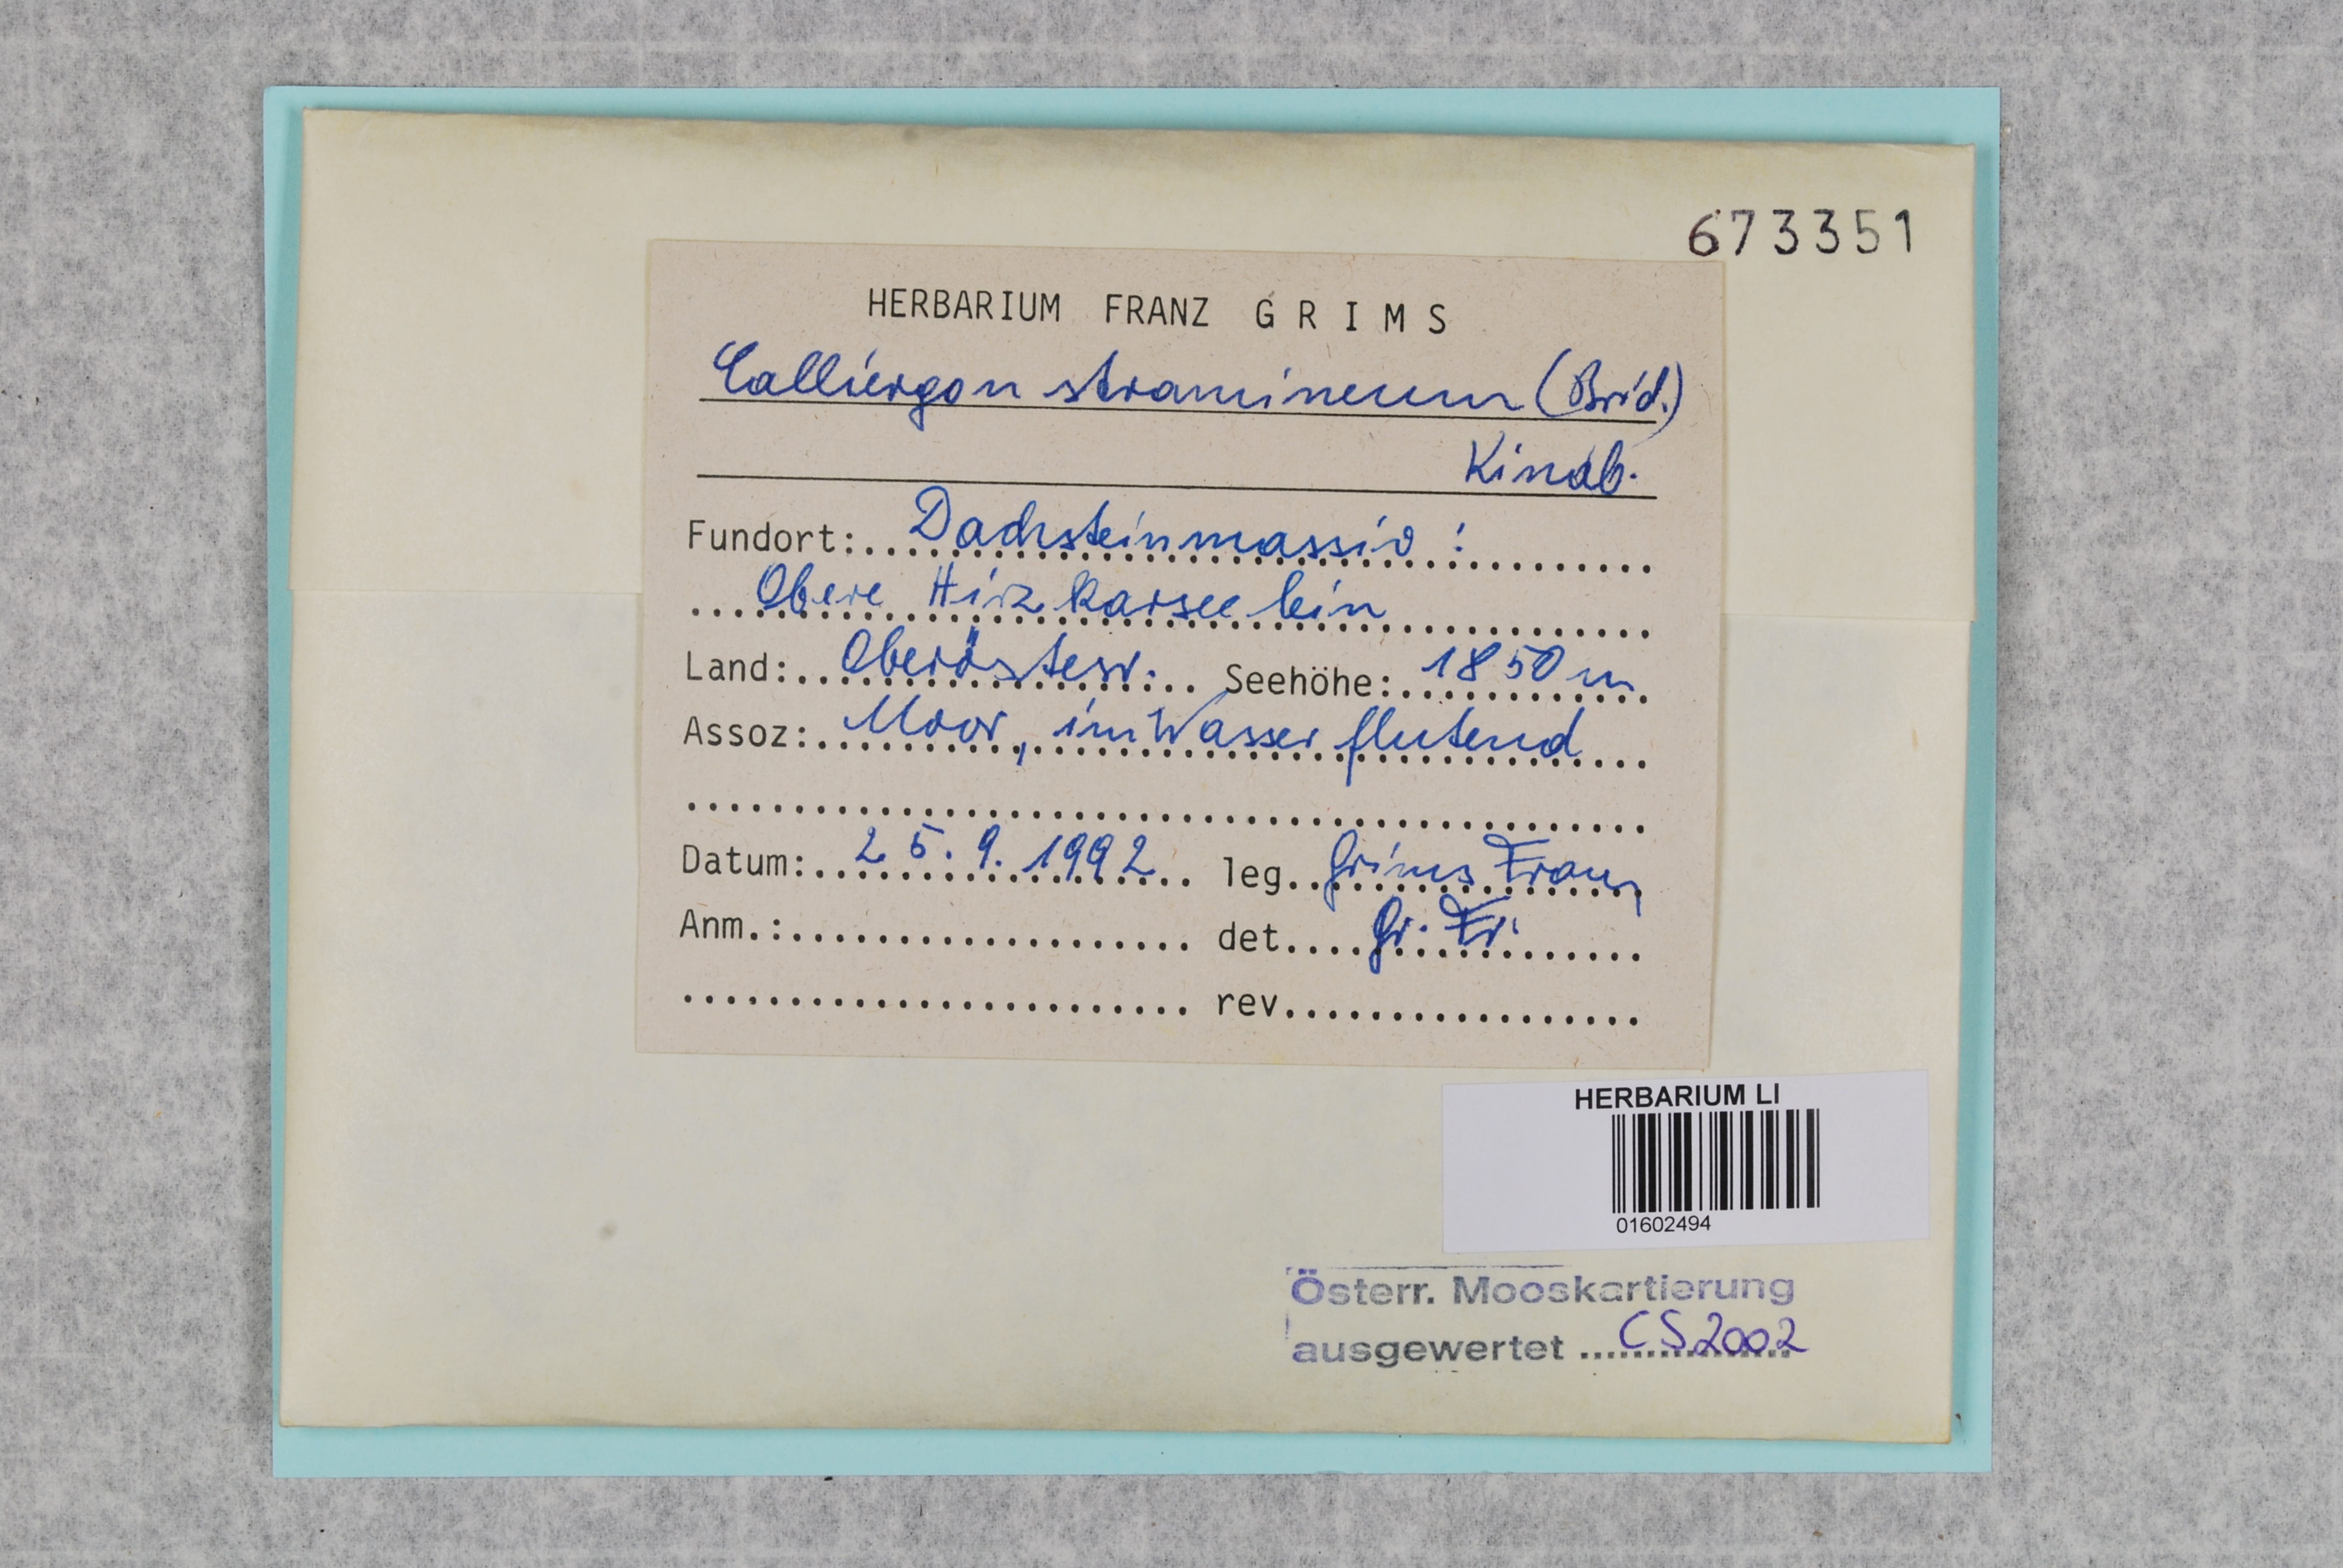 673351
HERBARIUM FRANZ GRIMS
Calliergon stramineum (Brid.)
Kindb.
Fundort: Dachsteinmassiv:
Obere Hirzkarseelein
Land: Oberösterr. Seehöhe: 1850 m
Assoz: Moor, im Wasser flutend
Datum: 25.9.1992 leg. Grims Franz
Anm.: det. Gr. Fr.
rev.
HERBARIUM LI
01602494
Österr. Mooskartierung
ausgewertet CS 2002